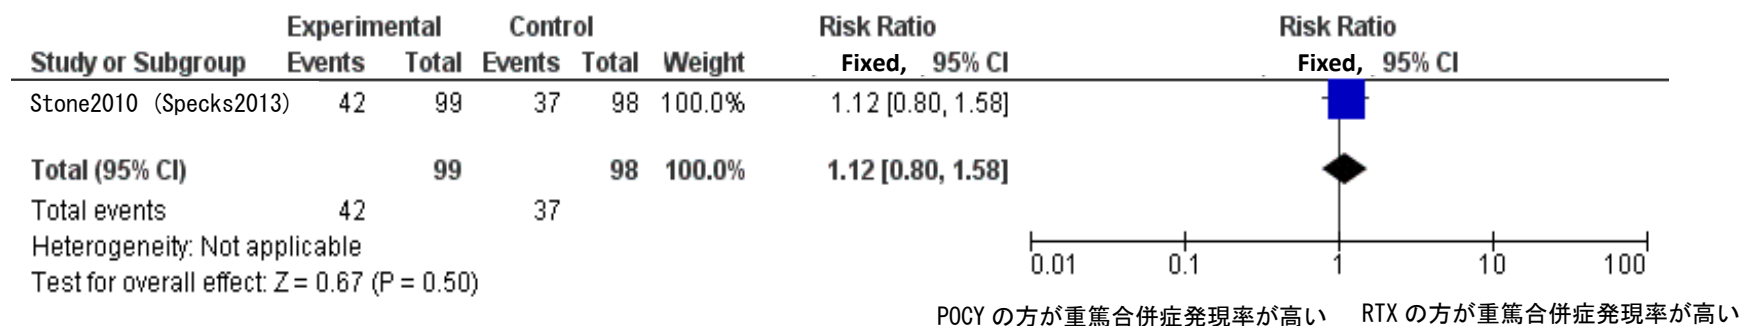 Experimental Control Risk Ratio Risk Ratio
Study or Subgroup Events Total Events Total Weight Fixed, 95% CI Fixed, 95% CI
Stone2010 (Specks2013) 42 99 37 98 100.0% 1.12 [0.80, 1.58]
Total (95% CI) 99 98 100.0% 1.12 [0.80, 1.58]
Total events 42 37
Heterogeneity: Not applicable
Test for overall effect: Z = 0.67 (P = 0.50)
0.01 0.1 1 10 100
POCY の方が重篤合併症発現率が高い RTX の方が重篤合併症発現率が高い